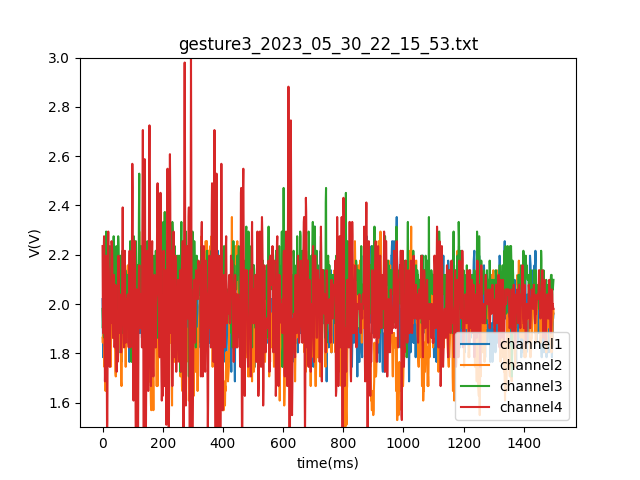 gesture3_2023_05_30_22_15_53.txt
V(V)
3.0
2.8
2.6
2.4
2.2
2.0
1.8
1.6
channel1
channel2
channel3
channel4
0 200 400 600 800 1000 1200 1400
time(ms)